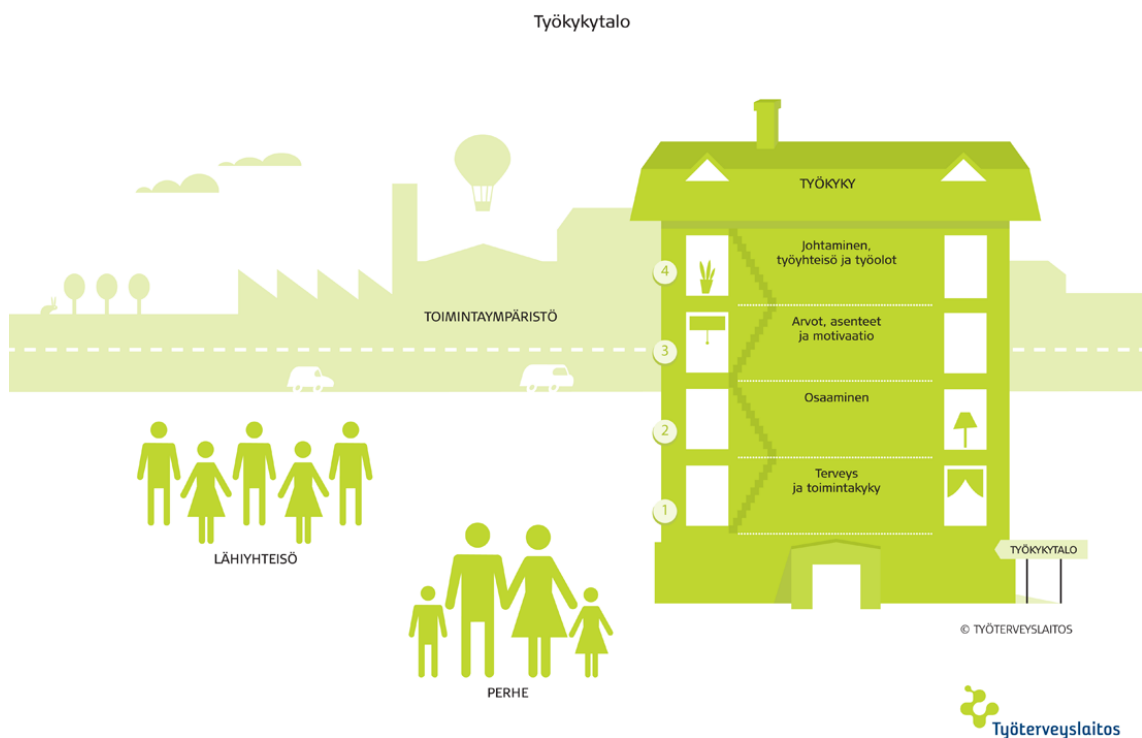 Työkykytalo
TYÖKYKY
4
Johtaminen,
työyhteisö ja työolot
TOIMINTAYMPÄRISTÖ
3
Arvot, asenteet
ja motivaatio
2
Osaaminen
1
Terveys
ja toimintakyky
LÄHIYHTEISÖ
TYÖKYKYTALO
© TYÖTERVEYSLAITOS
PERHE
Työterveyslaitos